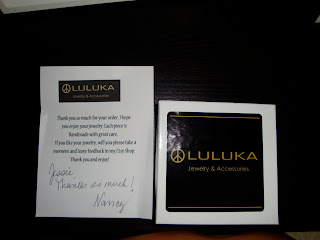 LULUKA
Jewelry & Accessories
Thank you so much for your order. I hope
you enjoy your jewelry. Each piece is
handmade with great care.
If you like your jewelry, will you please take a
moment and leave feedback in my Etsy Shop.
Thank you and enjoy!
Jessie,
Thanks so much!
Nancy
LULUKA
Jewelry & Accessories